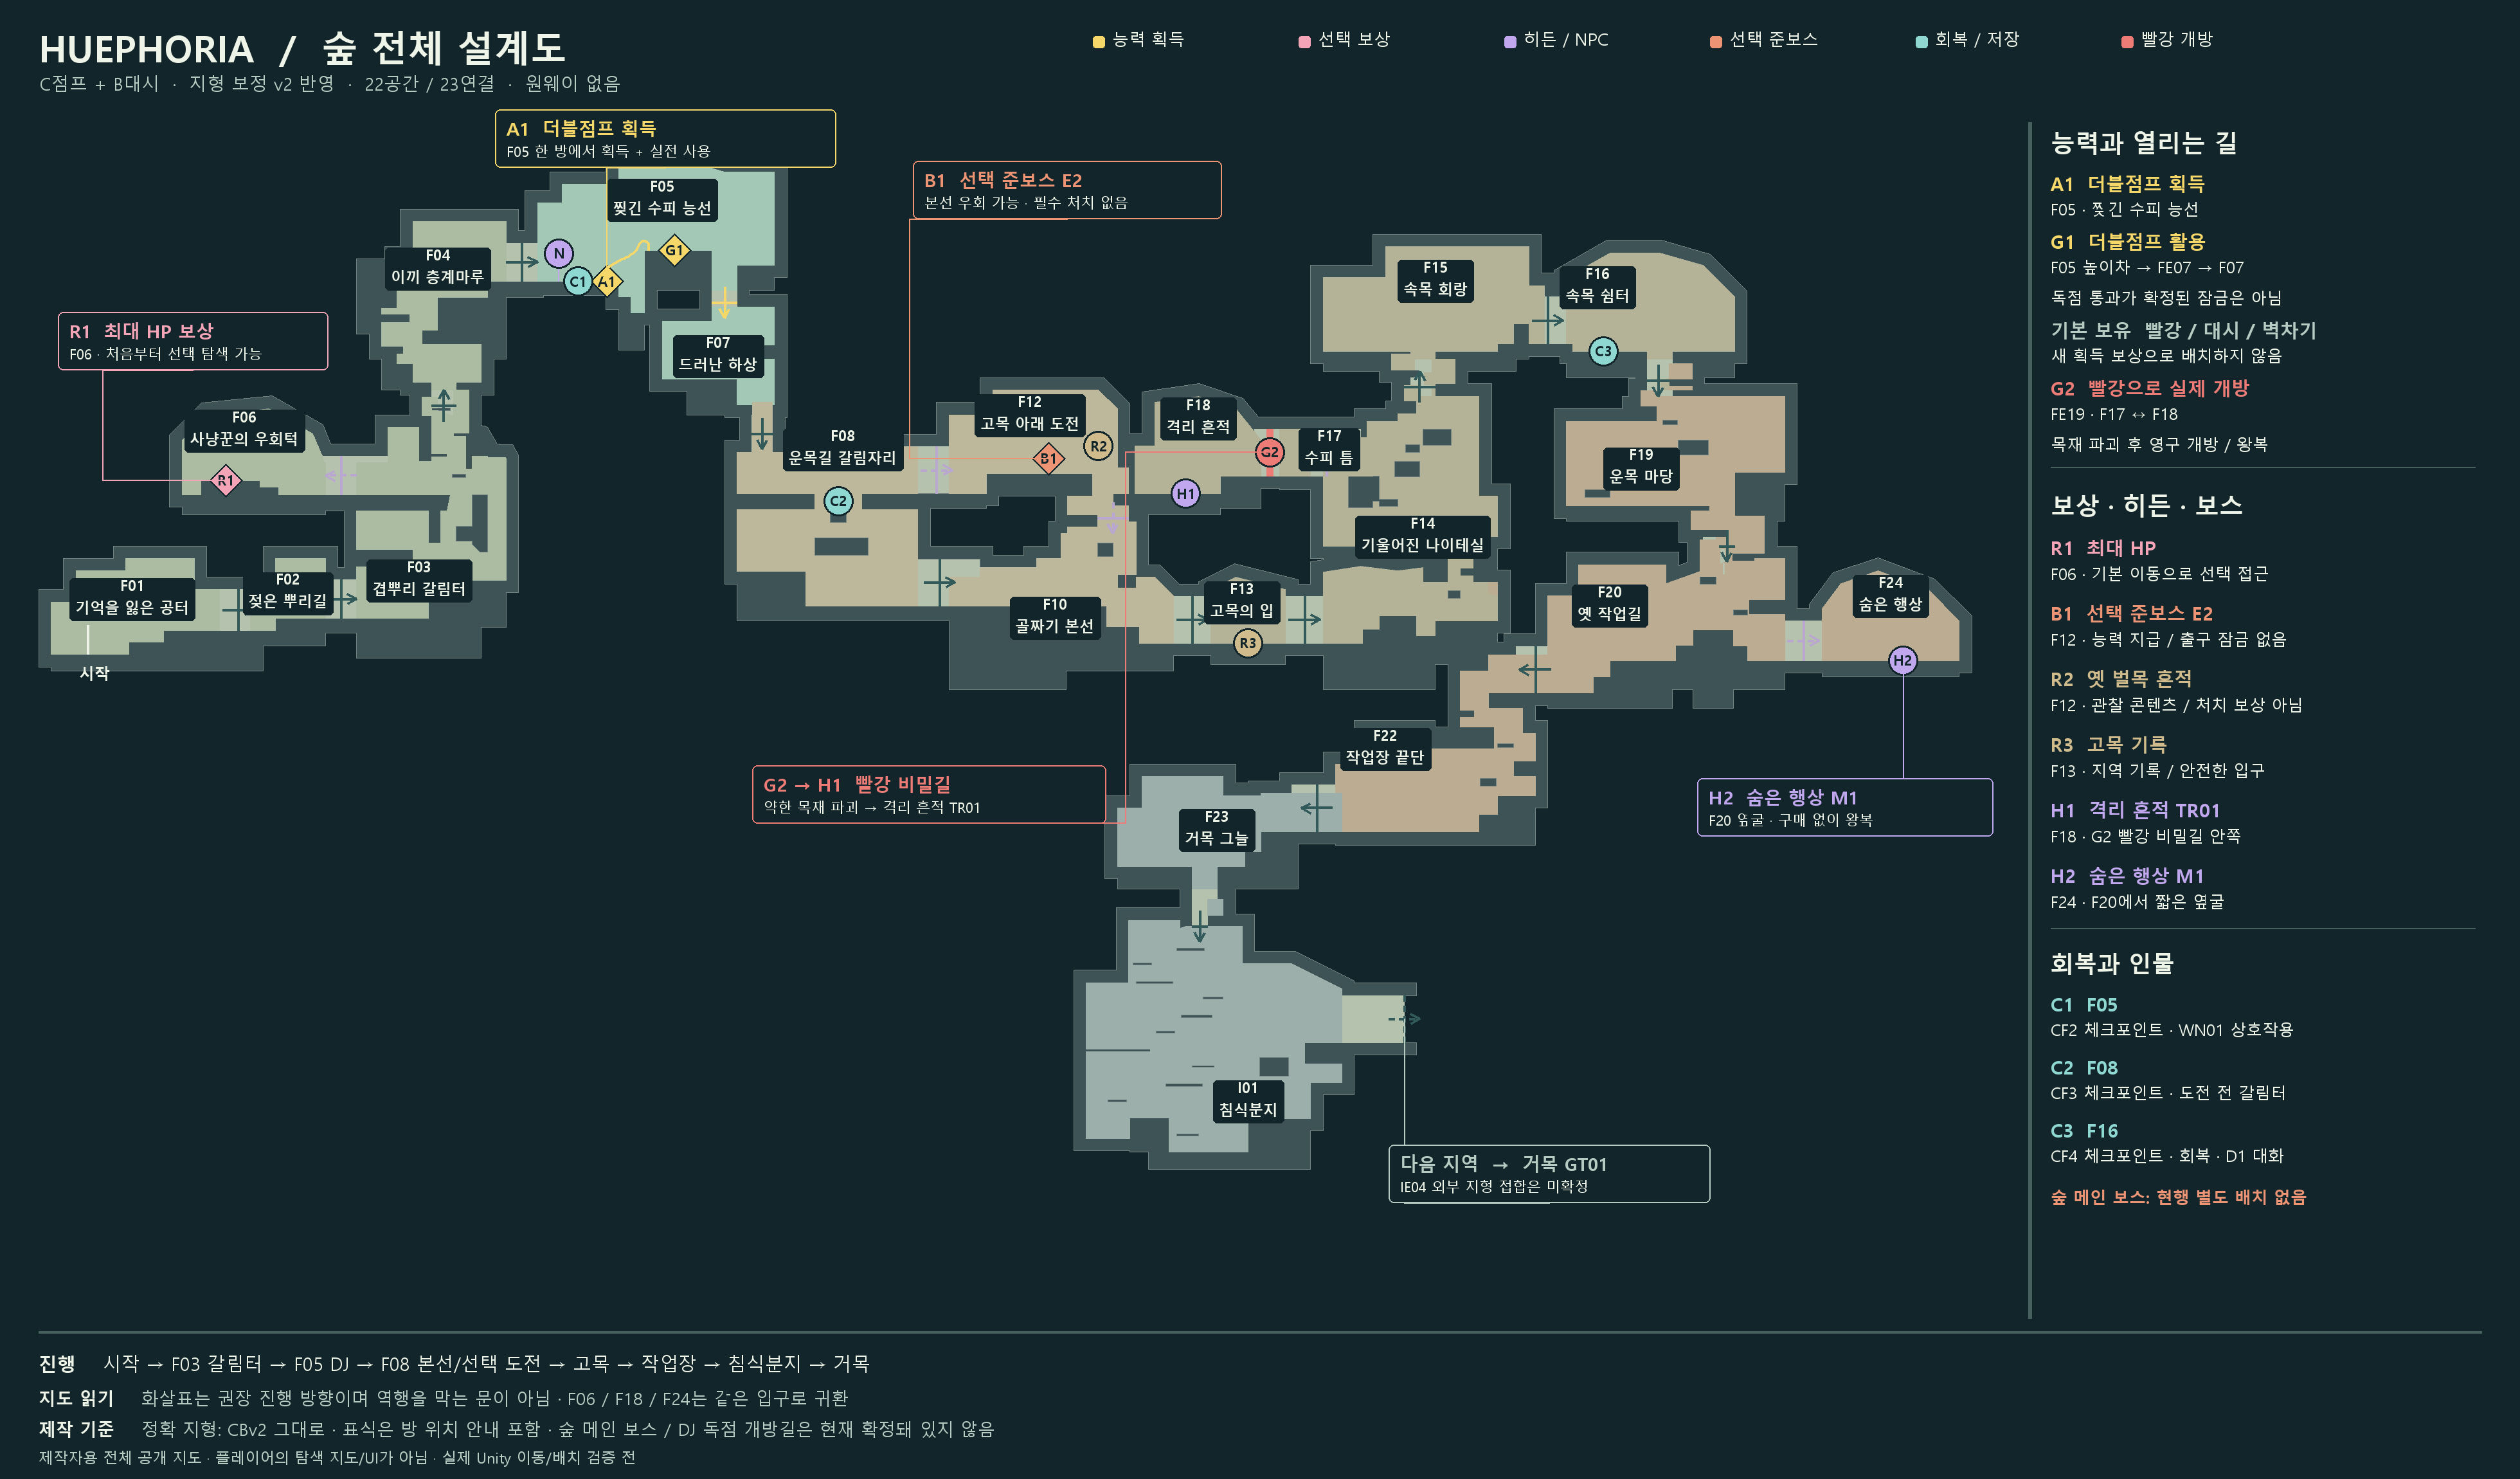 HUEPHORIA / 숲 전체 설계도
C점프 + B대시 · 지형 보정 v2 반영 · 22공간 / 23연결 · 원웨이 없음
능력 획득
선택 보상
히든 / NPC
선택 준보스
회복 / 저장
빨강 개방
A1 더블점프 획득
F05 한 방에서 획득 + 실전 사용
B1 선택 준보스 E2
본선 우회 가능 · 필수 처치 없음
F05
찢긴 수피 능선
F04
이끼 층계마루
N
C1
A1
G1
R1 최대 HP 보상
F06 · 처음부터 선택 탐색 가능
F07
드러난 하상
F15
속목 회랑
F16
속목 쉼터
C3
F06
사냥꾼의 우회턱
R1
F08
운목길 갈림자리
C2
F12
고목 아래 도전
R2
B1
F18
격리 흔적
H1
G2
F17
수피 틈
F19
운목 마당
F14
기울어진 나이테실
F01
기억을 잃은 공터
시작
F02
젖은 뿌리길
F03
겹뿌리 갈림터
F10
골짜기 본선
F13
고목의 입
R3
F20
옛 작업길
F24
숨은 행상
H2
F22
작업장 끝단
G2 → H1 빨강 비밀길
약한 목재 파괴 → 격리 흔적 TR01
F23
거목 그늘
H2 숨은 행상 M1
F20 옆굴 · 구매 없이 왕복
I01
침식분지
다음 지역 → 거목 GT01
IE04 외부 지형 접합은 미확정
능력과 열리는 길
A1 더블점프 획득
F05 · 찢긴 수피 능선
G1 더블점프 활용
F05 높이차 → FE07 → F07
독점 통과가 확정된 잠금은 아님
기본 보유 빨강 / 대시 / 벽차기
새 획득 보상으로 배치하지 않음
G2 빨강으로 실제 개방
FE19 · F17 ↔ F18
목재 파괴 후 영구 개방 / 왕복
보상 · 히든 · 보스
R1 최대 HP
F06 · 기본 이동으로 선택 접근
B1 선택 준보스 E2
F12 · 능력 지급 / 출구 잠금 없음
R2 옛 벌목 흔적
F12 · 관찰 콘텐츠 / 처치 보상 아님
R3 고목 기록
F13 · 지역 기록 / 안전한 입구
H1 격리 흔적 TR01
F18 · G2 빨강 비밀길 안쪽
H2 숨은 행상 M1
F24 · F20에서 짧은 옆굴
회복과 인물
C1 F05
CF2 체크포인트 · WN01 상호작용
C2 F08
CF3 체크포인트 · 도전 전 갈림터
C3 F16
CF4 체크포인트 · 회복 · D1 대화
숲 메인 보스: 현행 별도 배치 없음
진행 시작 → F03 갈림터 → F05 DJ → F08 본선/선택 도전 → 고목 → 작업장 → 침식분지 → 거목
지도 읽기 화살표는 권장 진행 방향이며 역행을 막는 문이 아님 · F06 / F18 / F24는 같은 입구로 귀환
제작 기준 정확 지형: CBv2 그대로 · 표식은 방 위치 안내 포함 · 숲 메인 보스 / DJ 독점 개방길은 현재 확정돼 있지 않음
제작자용 전체 공개 지도 · 플레이어의 탐색 지도/UI가 아님 · 실제 Unity 이동/배치 검증 전